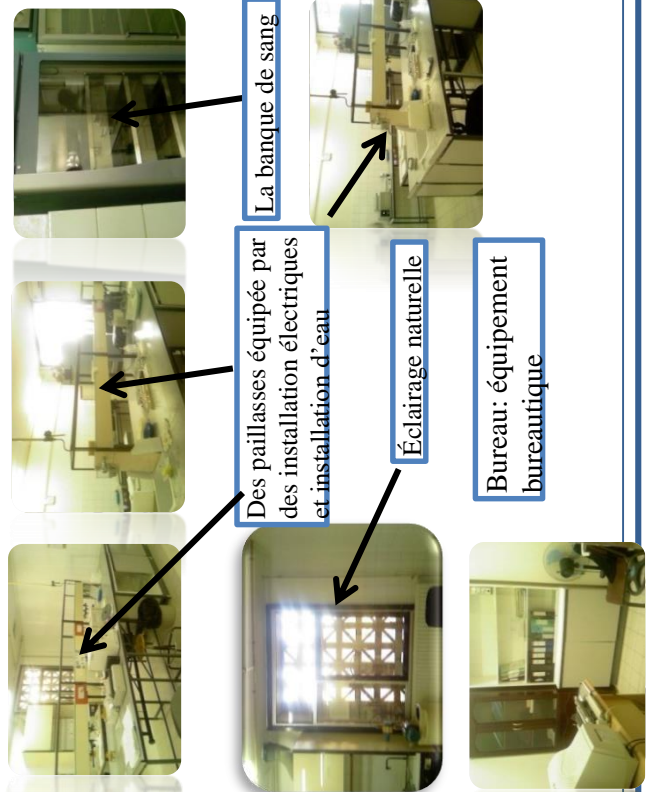 La banque de sang
Des paillasses équipée par
des installation électriques
et installation d'eau
Éclairage naturelle
Bureau: équipement
bureautique